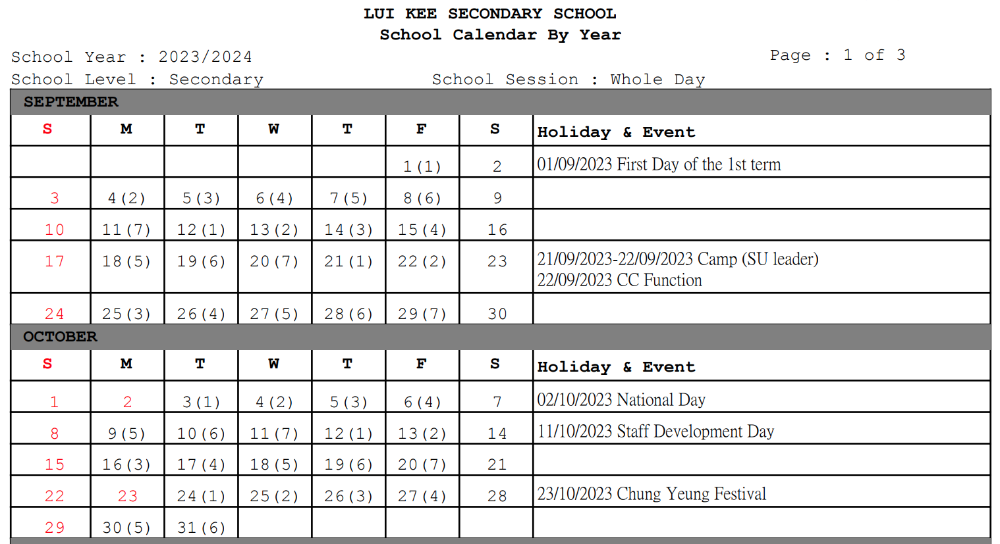 LUI KEE SECONDARY SCHOOL
School Calendar By Year
School Year : 2023/2024 Page : 1 of 3
School Level : Secondary School Session : Whole Day
SEPTEMBER
S M T W T F S Holiday & Event
1(1) 2 01/09/2023 First Day of the 1st term
3 4(2) 5(3) 6(4) 7(5) 8(6) 9
10 11(7) 12(1) 13(2) 14(3) 15(4) 16
17 18(5) 19(6) 20(7) 21(1) 22(2) 23 21/09/2023-22/09/2023 Camp (SU leader)
22/09/2023 CC Function
24 25(3) 26(4) 27(5) 28(6) 29(7) 30
OCTOBER
S M T W T F S Holiday & Event
1 2 3(1) 4(2) 5(3) 6(4) 7 02/10/2023 National Day
8 9(5) 10(6) 11(7) 12(1) 13(2) 14 11/10/2023 Staff Development Day
15 16(3) 17(4) 18(5) 19(6) 20(7) 21
22 23 24(1) 25(2) 26(3) 27(4) 28 23/10/2023 Chung Yeung Festival
29 30(5) 31(6)